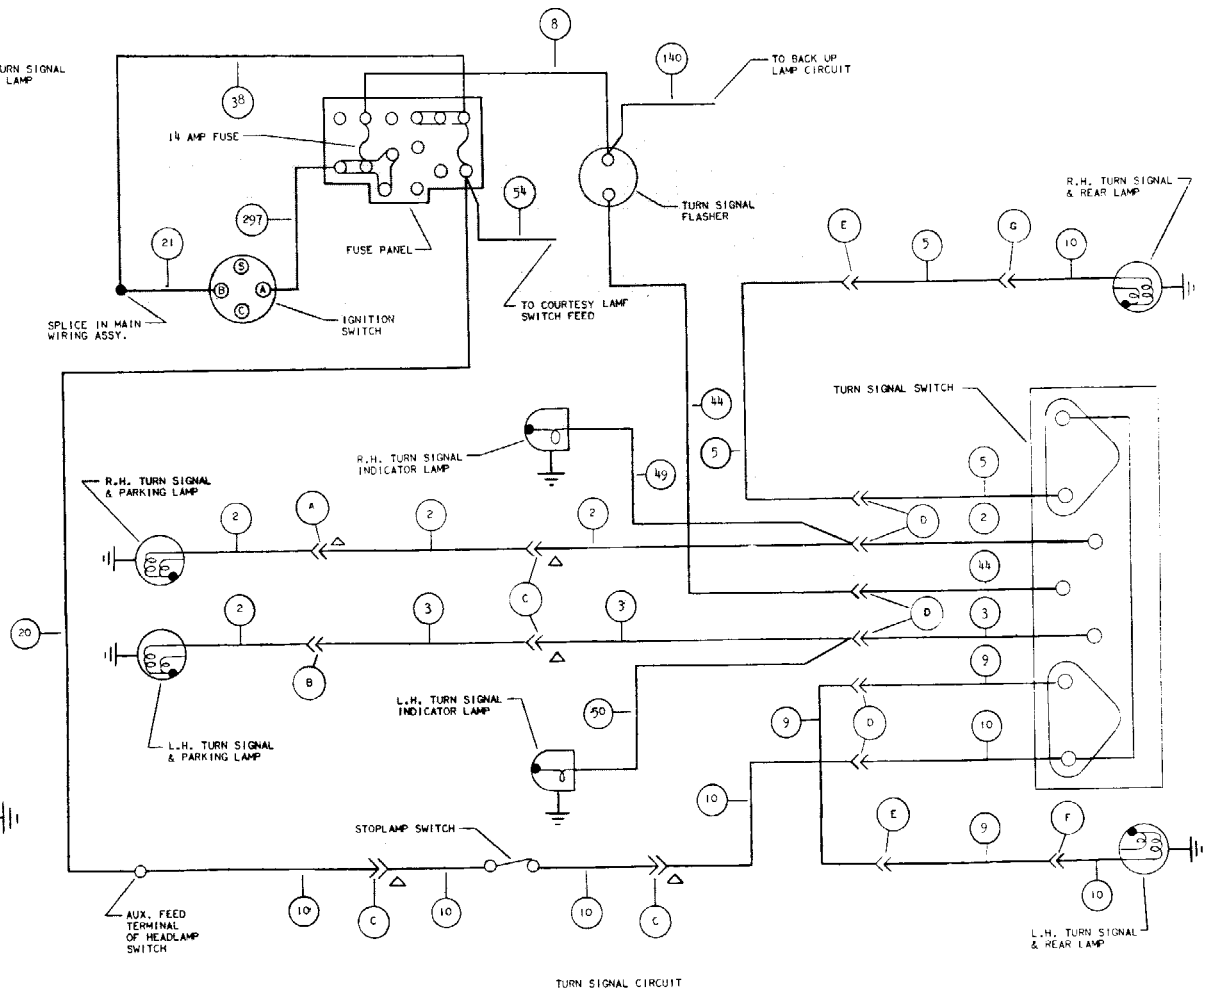 8
URN SIGNAL
LAMP
140
TO BACK UP
LAMP CIRCUIT
38
14 AMP FUSE
R.H. TURN SIGNAL
& REAR LAMP
54
TURN SIGNAL
FLASHER
297
E
5
G
10
21
FUSE PANEL
S
B
A
C
TO COURTESY LAMP
SWITCH FEED
SPLICE IN MAIN
WIRING ASSY.
IGNITION
SWITCH
TURN SIGNAL SWITCH
44
R.H. TURN SIGNAL
INDICATOR LAMP
5
49
5
R.H. TURN SIGNAL
& PARKING LAMP
2
A
2
2
D
2
44
C
2
3
3
D
3
20
B
9
L.H. TURN SIGNAL
INDICATOR LAMP
50
9
D
10
L.H. TURN SIGNAL
& PARKING LAMP
10
STOPLAMP SWITCH
E
9
F
10
10
C
10
10
C
AUX. FEED
TERMINAL
OF HEADLAMP
SWITCH
L.H. TURN SIGNAL
& REAR LAMP
TURN SIGNAL CIRCUIT